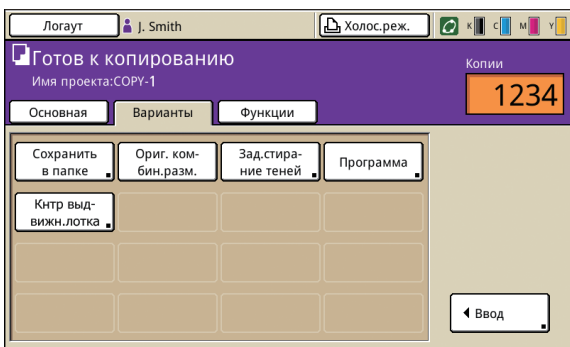 Логаут
J. Smith
Холос.реж.
K C M Y
Готов к копированию
Имя проекта:COPY-1
Копии
1234
Основная
Варианты
Функции
Сохранить
в папке
Ориг. ком-
бин.разм.
Зад.стира-
ние теней
Программа
Кнтр выд-
вижн.лотка
Ввод